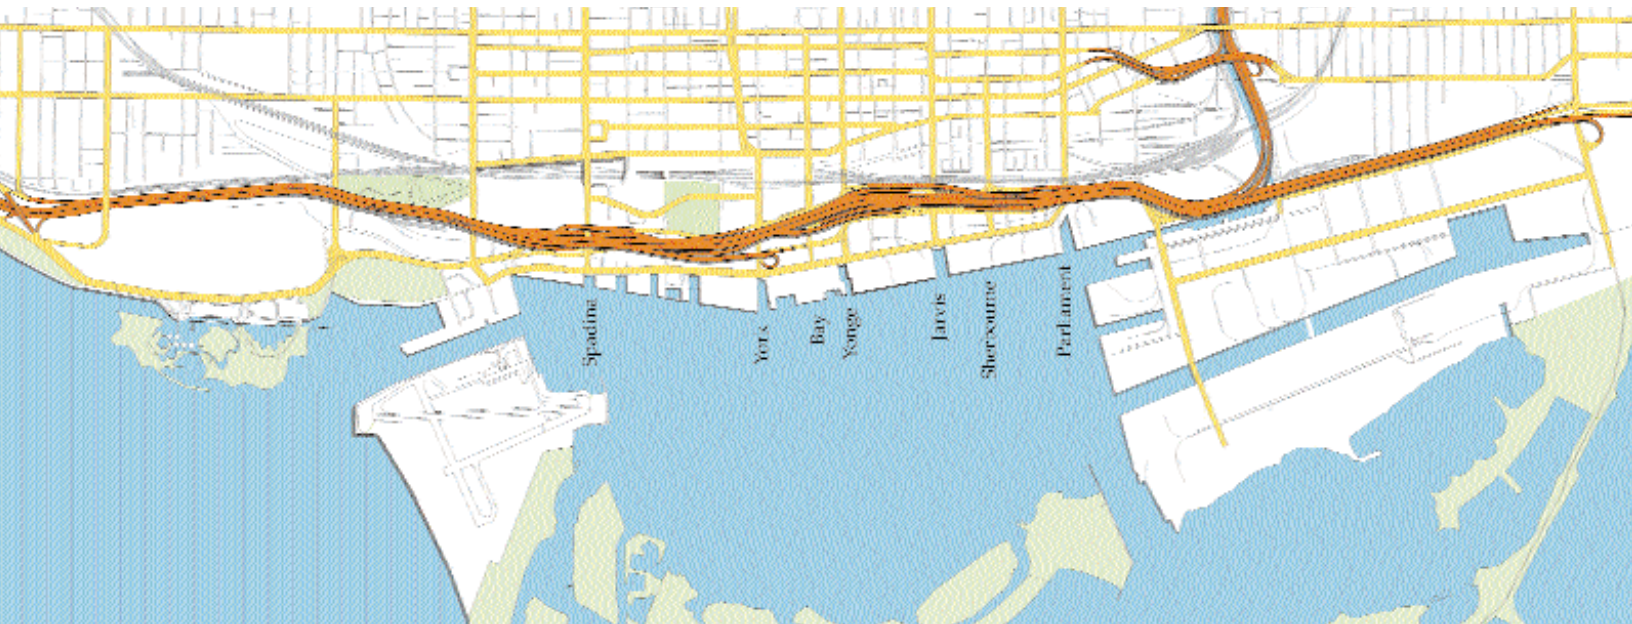 Spadina
York
Bay
Yonge
Jarvis
Sherbourne
Parliament